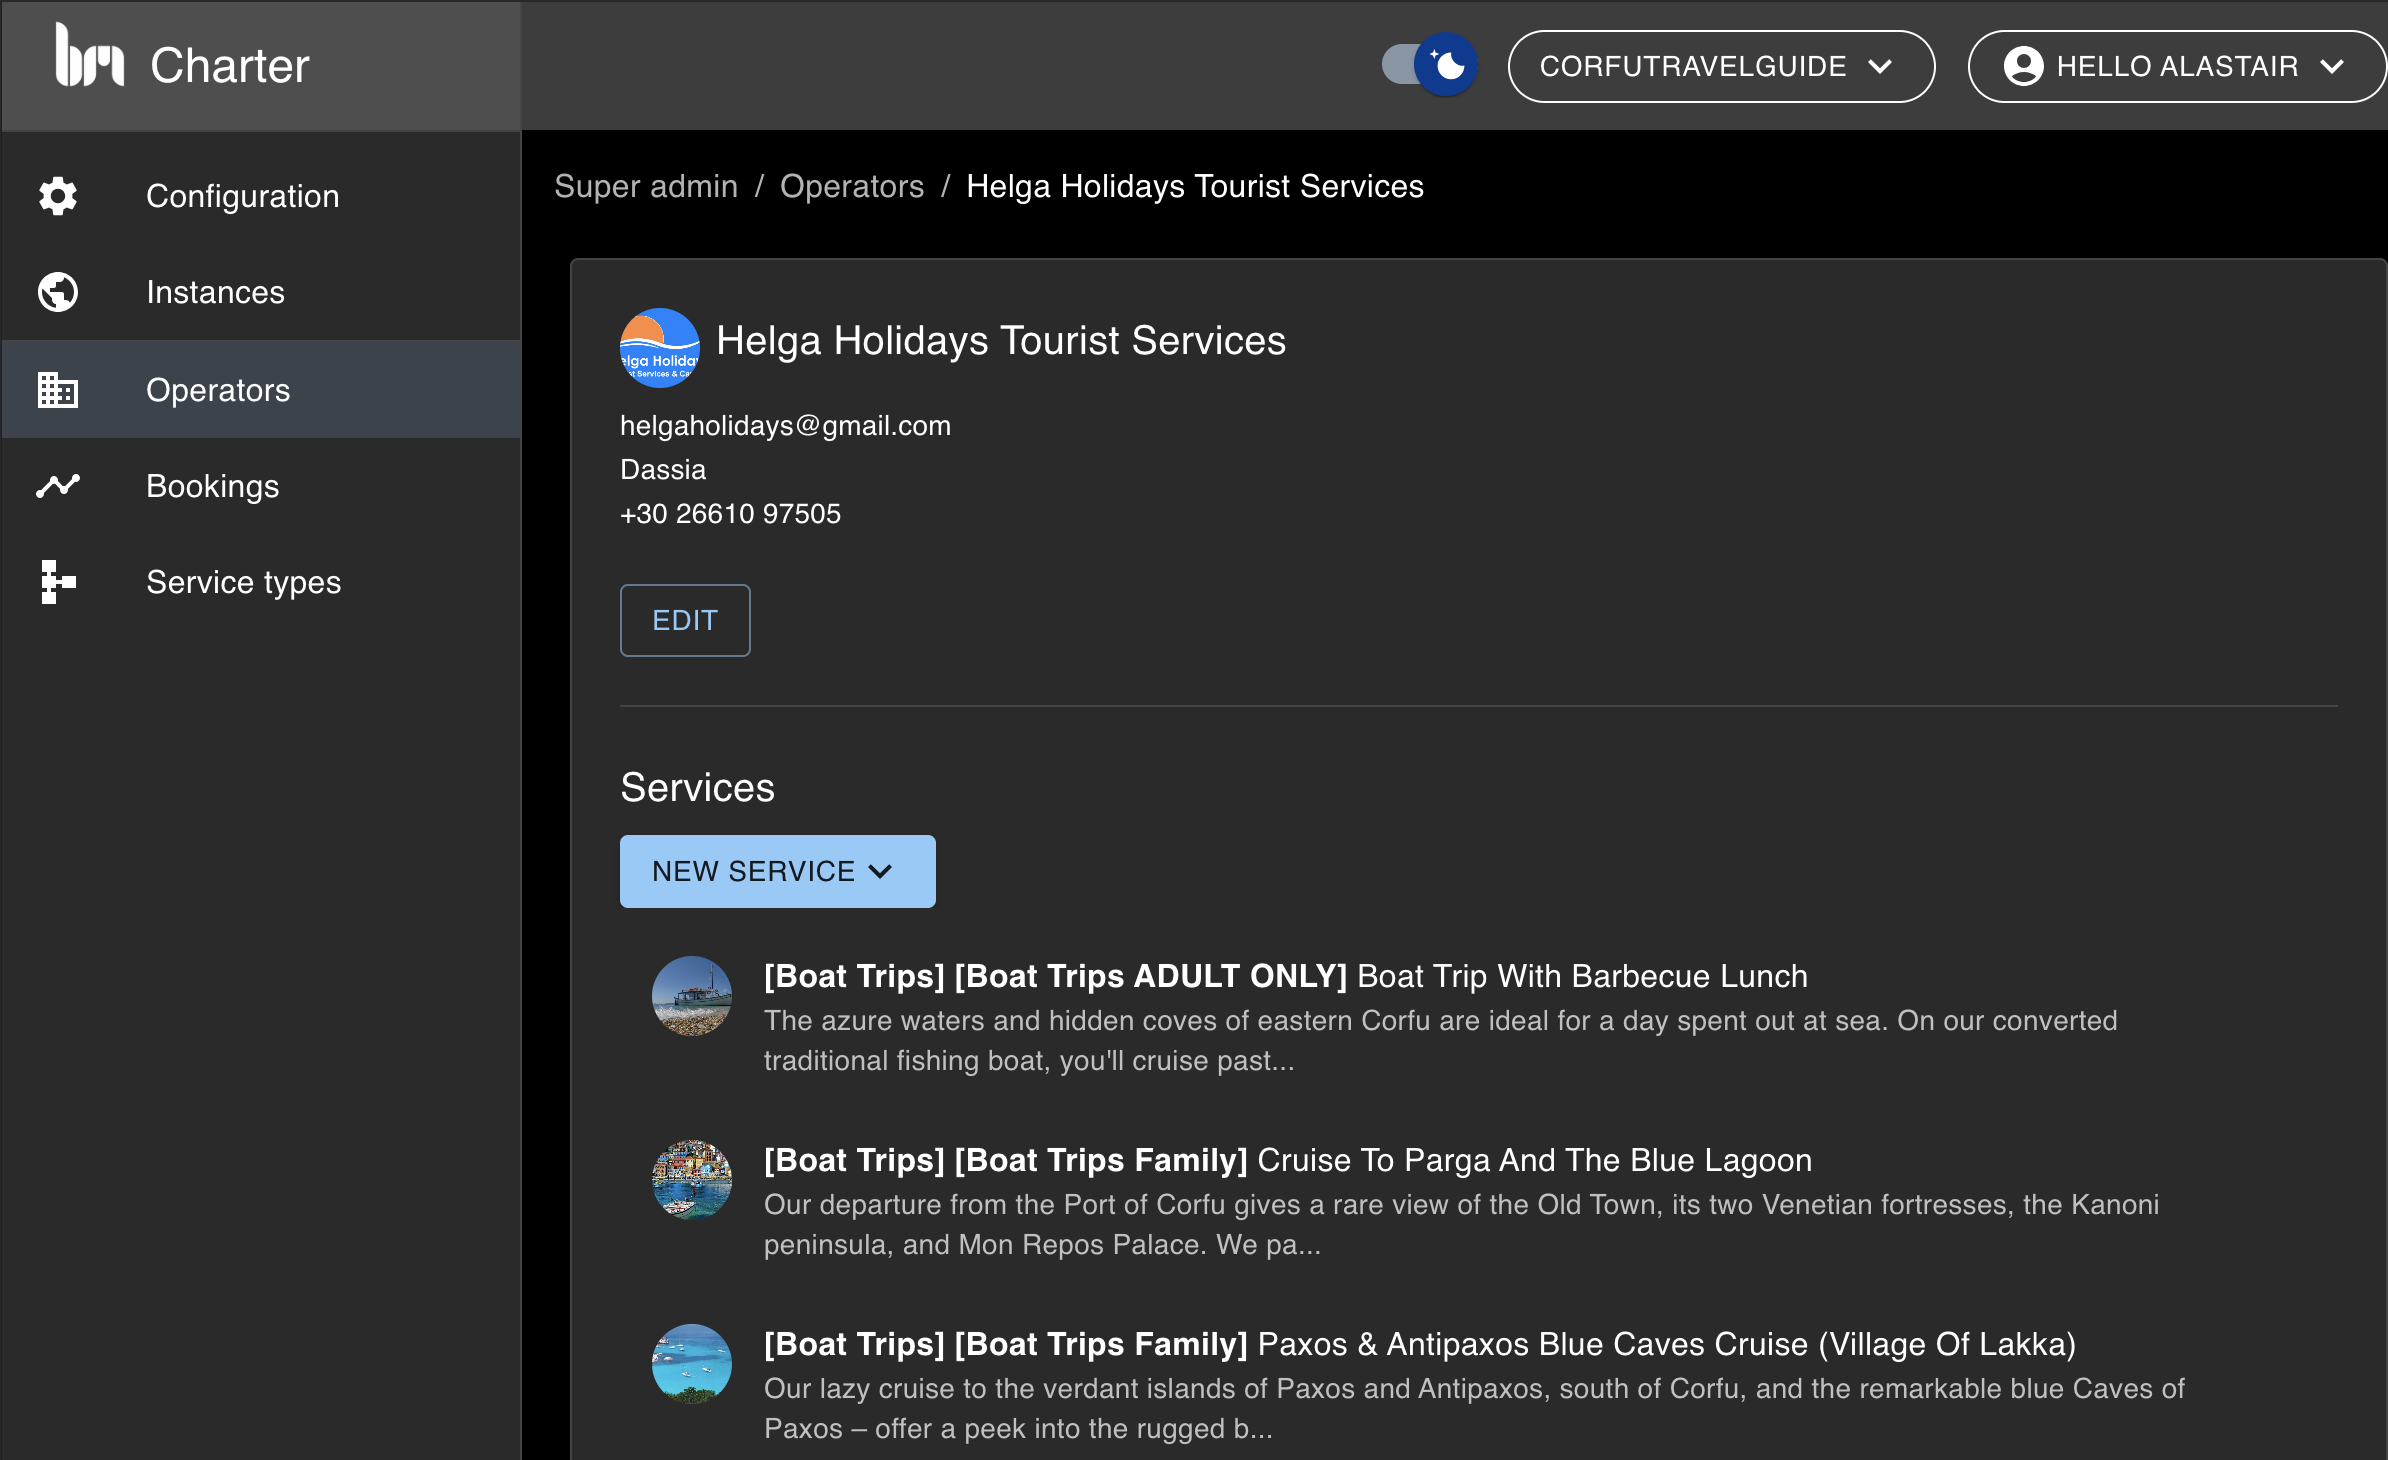 bm Charter
CORFUTRAVELGUIDE
HELLO ALASTAIR
Configuration
Instances
Operators
Bookings
Service types
Super admin / Operators / Helga Holidays Tourist Services
elga Holiday
st Services & Ca
Helga Holidays Tourist Services
helgaholidays@gmail.com
Dassia
+30 26610 97505
EDIT
Services
NEW SERVICE
[Boat Trips] [Boat Trips ADULT ONLY] Boat Trip With Barbecue Lunch
The azure waters and hidden coves of eastern Corfu are ideal for a day spent out at sea. On our converted
traditional fishing boat, you'll cruise past...
[Boat Trips] [Boat Trips Family] Cruise To Parga And The Blue Lagoon
Our departure from the Port of Corfu gives a rare view of the Old Town, its two Venetian fortresses, the Kanoni
peninsula, and Mon Repos Palace. We pa...
[Boat Trips] [Boat Trips Family] Paxos & Antipaxos Blue Caves Cruise (Village Of Lakka)
Our lazy cruise to the verdant islands of Paxos and Antipaxos, south of Corfu, and the remarkable blue Caves of
Paxos – offer a peek into the rugged b...